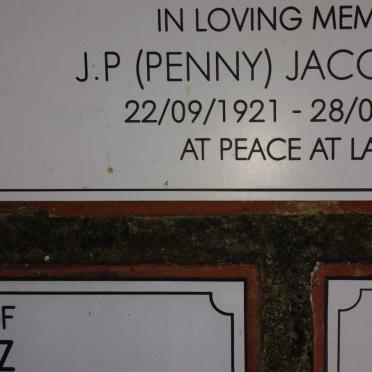 IN LOVING MEM
J.P (PENNY) JACO
22/09/1921 - 28/0
AT PEACE AT LA
F
Z